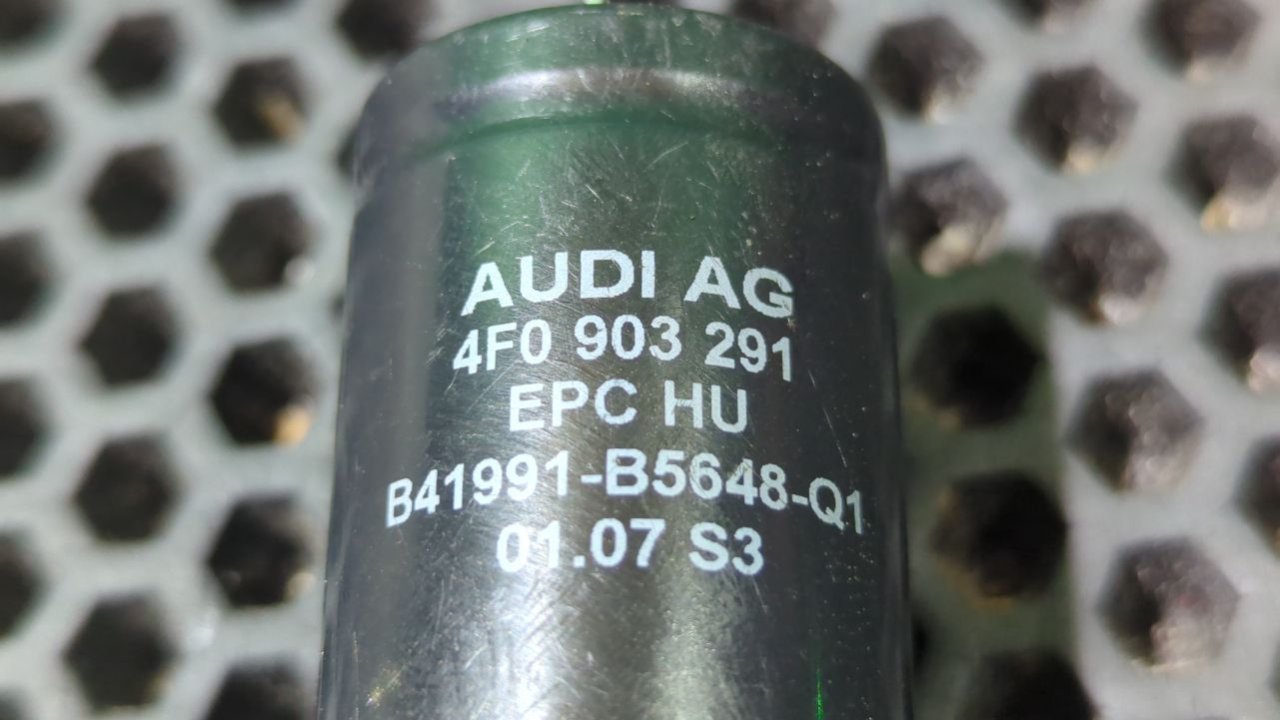 AUDI AG
4F0 903 291
EPC HU
B41991-B5648-Q1
01.07 S3